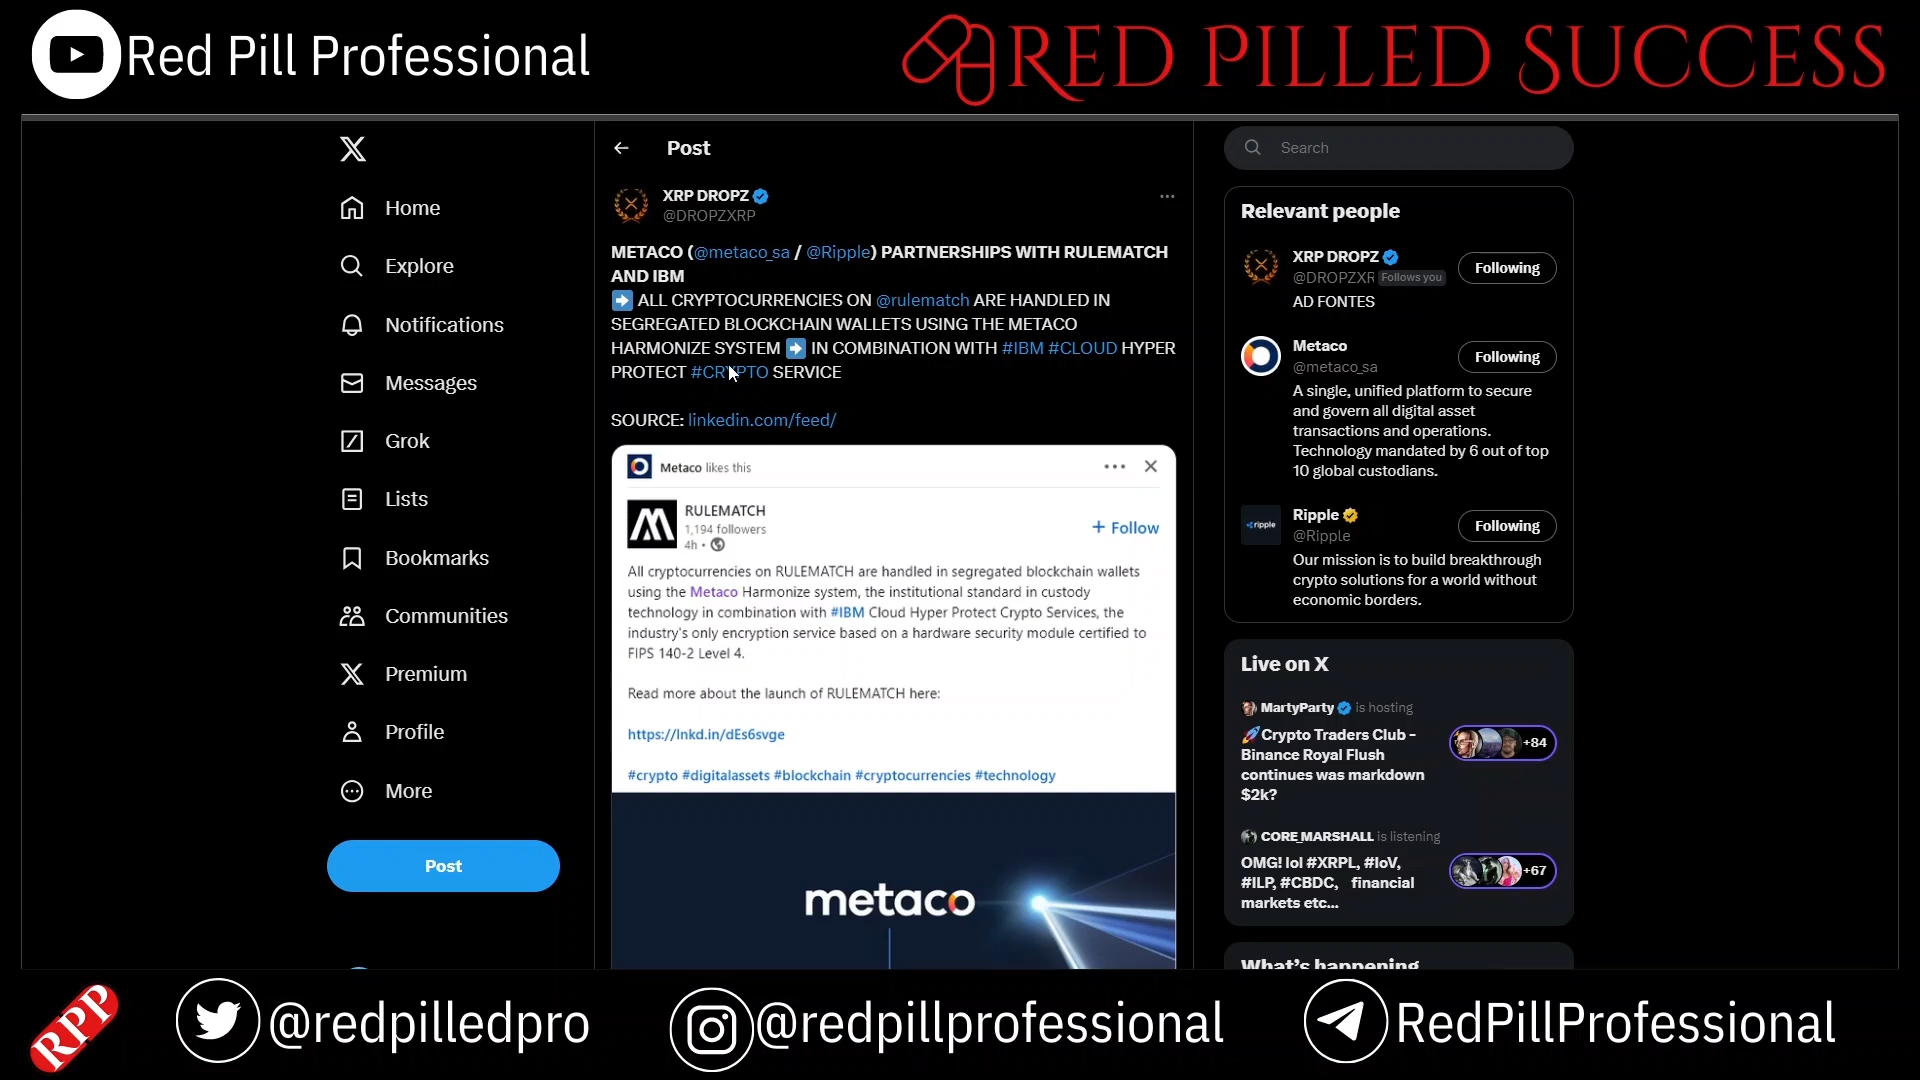 Red Pill Professional
RED PILLED SUCCESS
Home
Explore
Notifications
Messages
Grok
Lists
Bookmarks
Communities
Premium
Profile
More
Post
Post
XRP DROPZ
@DROPZXRP
METACO (@metaco_sa / @Ripple) PARTNERSHIPS WITH RULEMATCH
AND IBM
➡️ ALL CRYPTOCURRENCIES ON @rulematch ARE HANDLED IN
SEGREGATED BLOCKCHAIN WALLETS USING THE METACO
HARMONIZE SYSTEM ➡️ IN COMBINATION WITH #IBM #CLOUD HYPER
PROTECT #CRYPTO SERVICE
SOURCE: linkedin.com/feed/
Metaco likes this
RULEMATCH
1,194 followers
4h •
+ Follow
All cryptocurrencies on RULEMATCH are handled in segregated blockchain wallets
using the Metaco Harmonize system, the institutional standard in custody
technology in combination with #IBM Cloud Hyper Protect Crypto Services, the
industry's only encryption service based on a hardware security module certified to
FIPS 140-2 Level 4.
Read more about the launch of RULEMATCH here:
https://lnkd.in/dEs6svge
#crypto #digitalassets #blockchain #cryptocurrencies #technology
metaco
Search
Relevant people
XRP DROPZ
@DROPZXR Follows you
Following
AD FONTES
Metaco
@metaco_sa
Following
A single, unified platform to secure
and govern all digital asset
transactions and operations.
Technology mandated by 6 out of top
10 global custodians.
ripple
Ripple
@Ripple
Following
Our mission is to build breakthrough
crypto solutions for a world without
economic borders.
Live on X
MartyParty is hosting
🚀Crypto Traders Club -
Binance Royal Flush
continues was markdown
$2k?
+84
CORE_MARSHALL is listening
OMG! lol #XRPL, #IoV,
#ILP, #CBDC, financial
markets etc...
+67
What's happening
RPP
@redpilledpro
@redpillprofessional
RedPillProfessional